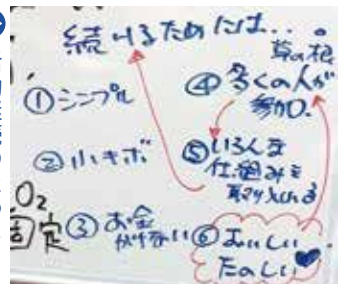 続けるためには・・。
草の根
①シンプル
④多くの人が
参加.
②小キボ
⑤いろんな
仕組みを
取り入れる
O₂
固定
③お金
かけない
⑥おいしい
たのしい